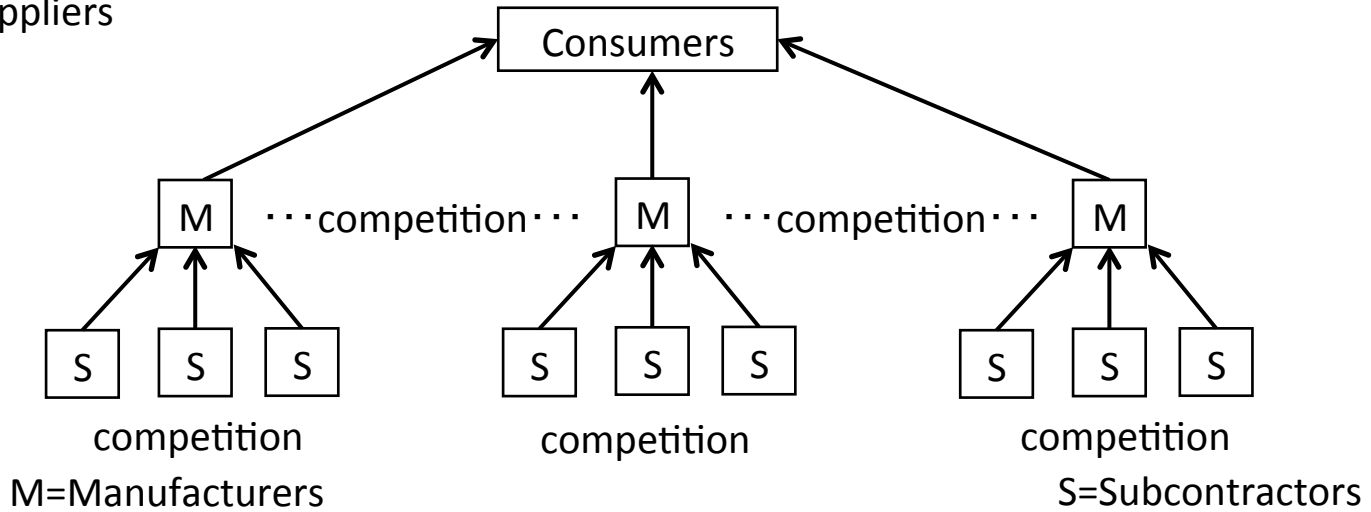 ppliers
Consumers
M ···competition··· M ···competition··· M
S S S S S S S S S
competition competition competition
M=Manufacturers S=Subcontractors